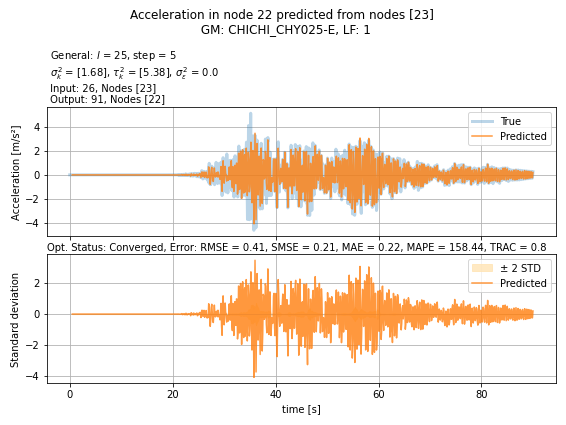 Acceleration in node 22 predicted from nodes [23]
GM: CHICHI_CHY025-E, LF: 1
General: l = 25, step = 5
σ²ₖ = [1.68], τ²ₖ = [5.38], σ²ε = 0.0
Input: 26, Nodes [23]
Output: 91, Nodes [22]
Acceleration [m/s²]
4
2
0
−2
−4
True
Predicted
Opt. Status: Converged, Error: RMSE = 0.41, SMSE = 0.21, MAE = 0.22, MAPE = 158.44, TRAC = 0.8
Standard deviation
2
0
−2
−4
± 2 STD
Predicted
0 20 40 60 80
time [s]